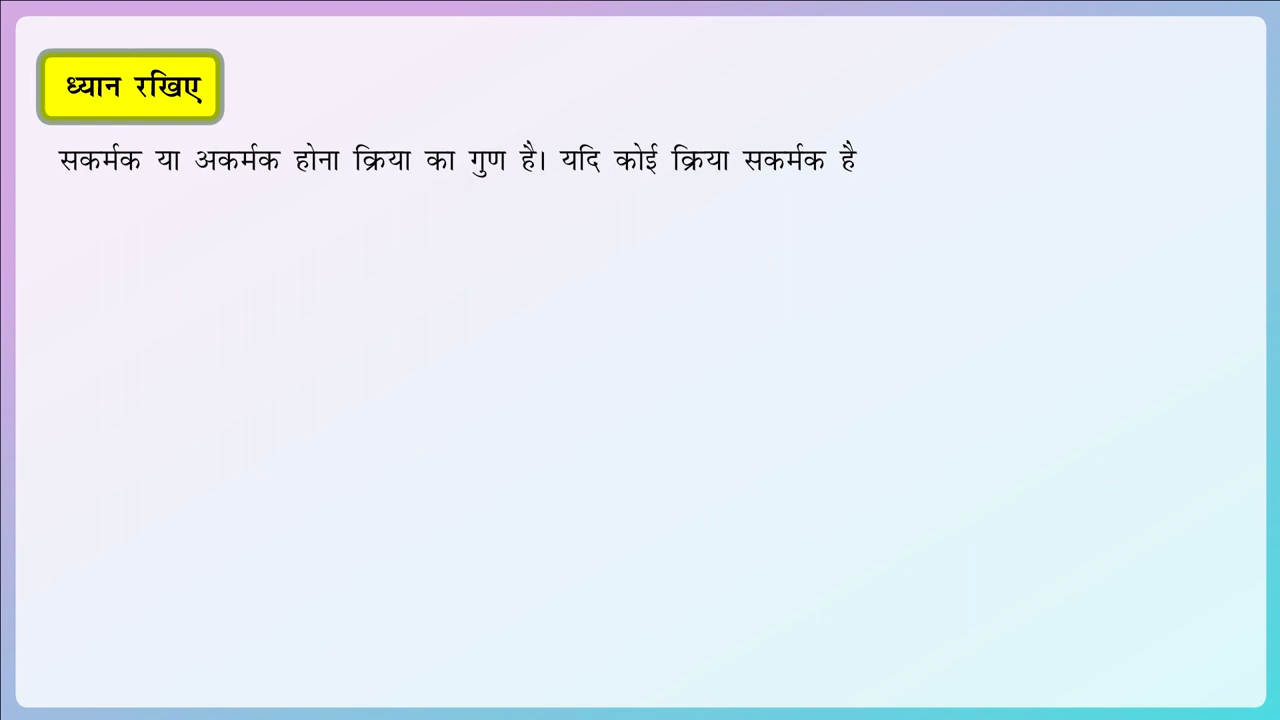 ध्यान रखिए
सकर्मक या अकर्मक होना क्रिया का गुण है। यदि कोई क्रिया सकर्मक है